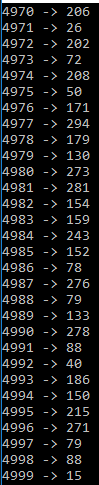 4970 -> 206
4971 -> 26
4972 -> 202
4973 -> 72
4974 -> 208
4975 -> 50
4976 -> 171
4977 -> 294
4978 -> 179
4979 -> 130
4980 -> 273
4981 -> 281
4982 -> 154
4983 -> 159
4984 -> 243
4985 -> 152
4986 -> 78
4987 -> 276
4988 -> 79
4989 -> 133
4990 -> 278
4991 -> 88
4992 -> 40
4993 -> 186
4994 -> 150
4995 -> 215
4996 -> 271
4997 -> 79
4998 -> 88
4999 -> 15